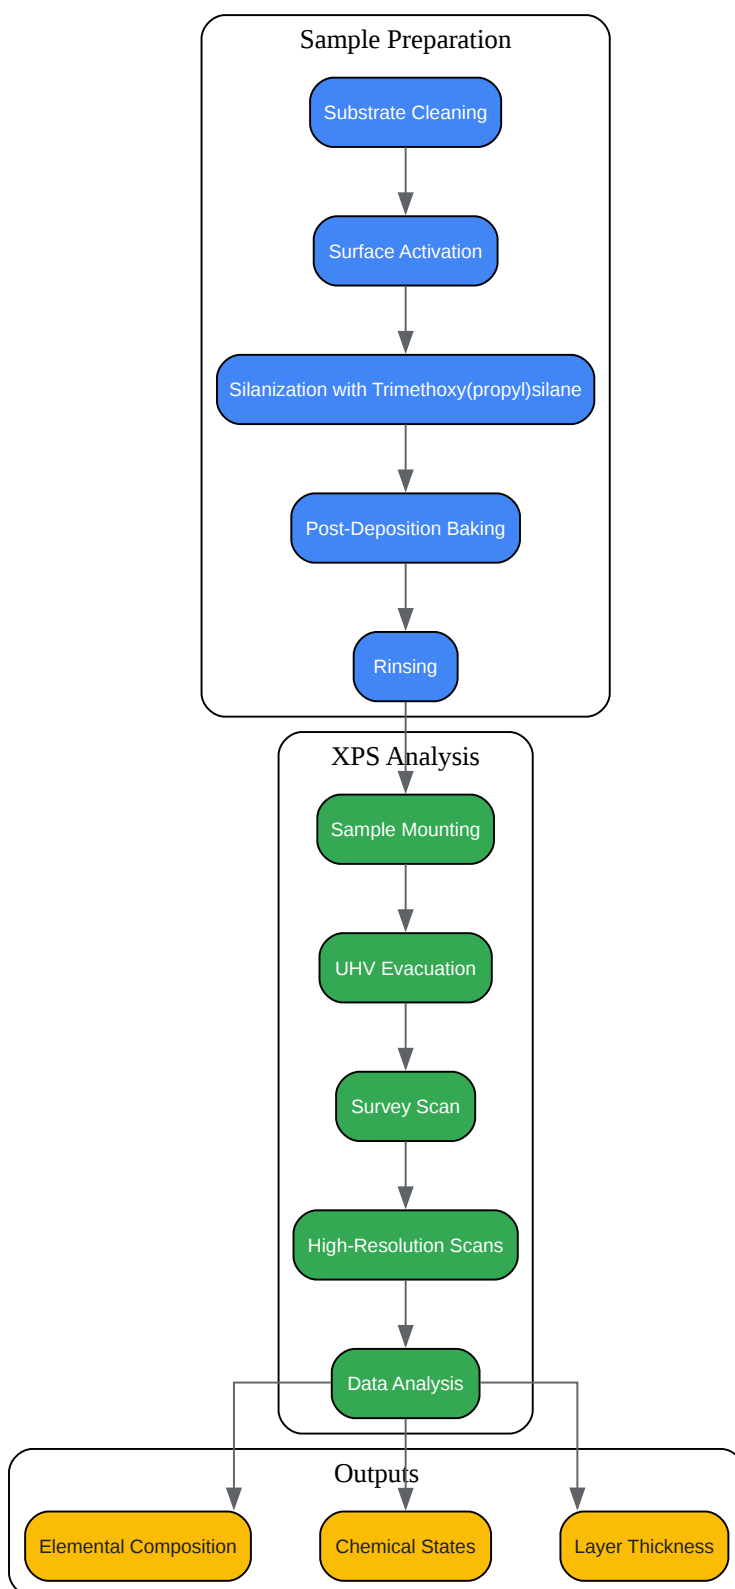 Sample Preparation
Substrate Cleaning
Surface Activation
Silanization with Trimethoxy(propyl)silane
Post-Deposition Baking
Rinsing
XPS Analysis
Sample Mounting
UHV Evacuation
Survey Scan
High-Resolution Scans
Data Analysis
Outputs
Elemental Composition
Chemical States
Layer Thickness